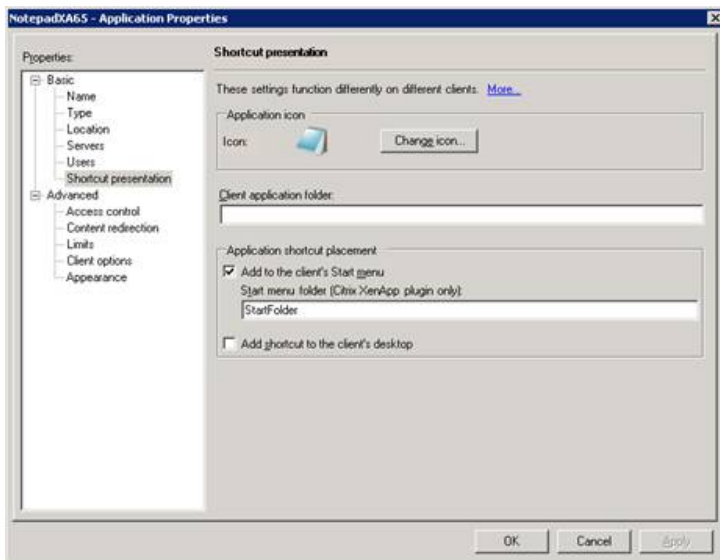 NotepadXA65 - Application Properties
Properties:
Basic
Name
Type
Location
Servers
Users
Shortcut presentation
Advanced
Access control
Content redirection
Limits
Client options
Appearance
Shortcut presentation
These settings function differently on different clients. More...
Application icon
Icon: Change icon...
Client application folder:
Application shortcut placement
Add to the client's Start menu
Start menu folder (Citrix XenApp plugin only):
StartFolder
Add shortcut to the client's desktop
OK Cancel Apply